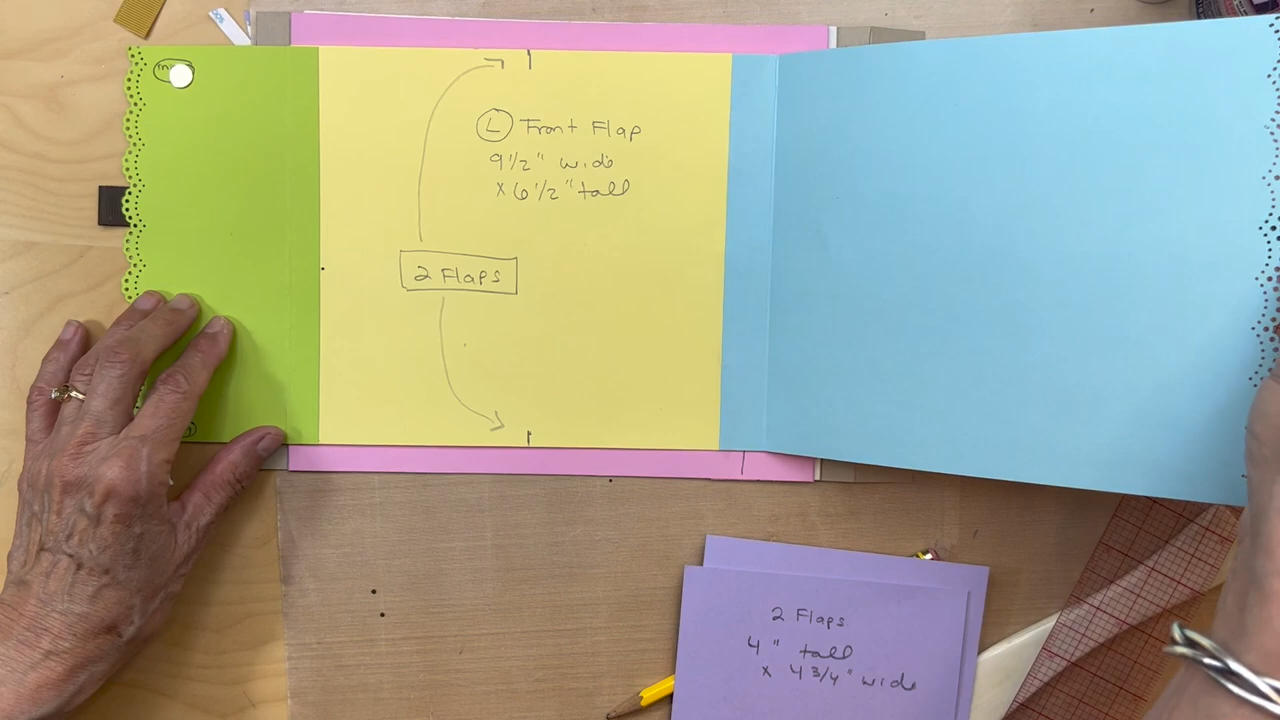 L Front Flap
9 1/2" wide
x 6 1/2" tall
2 Flaps
2 Flaps
4" tall
x 4 3/4" wide